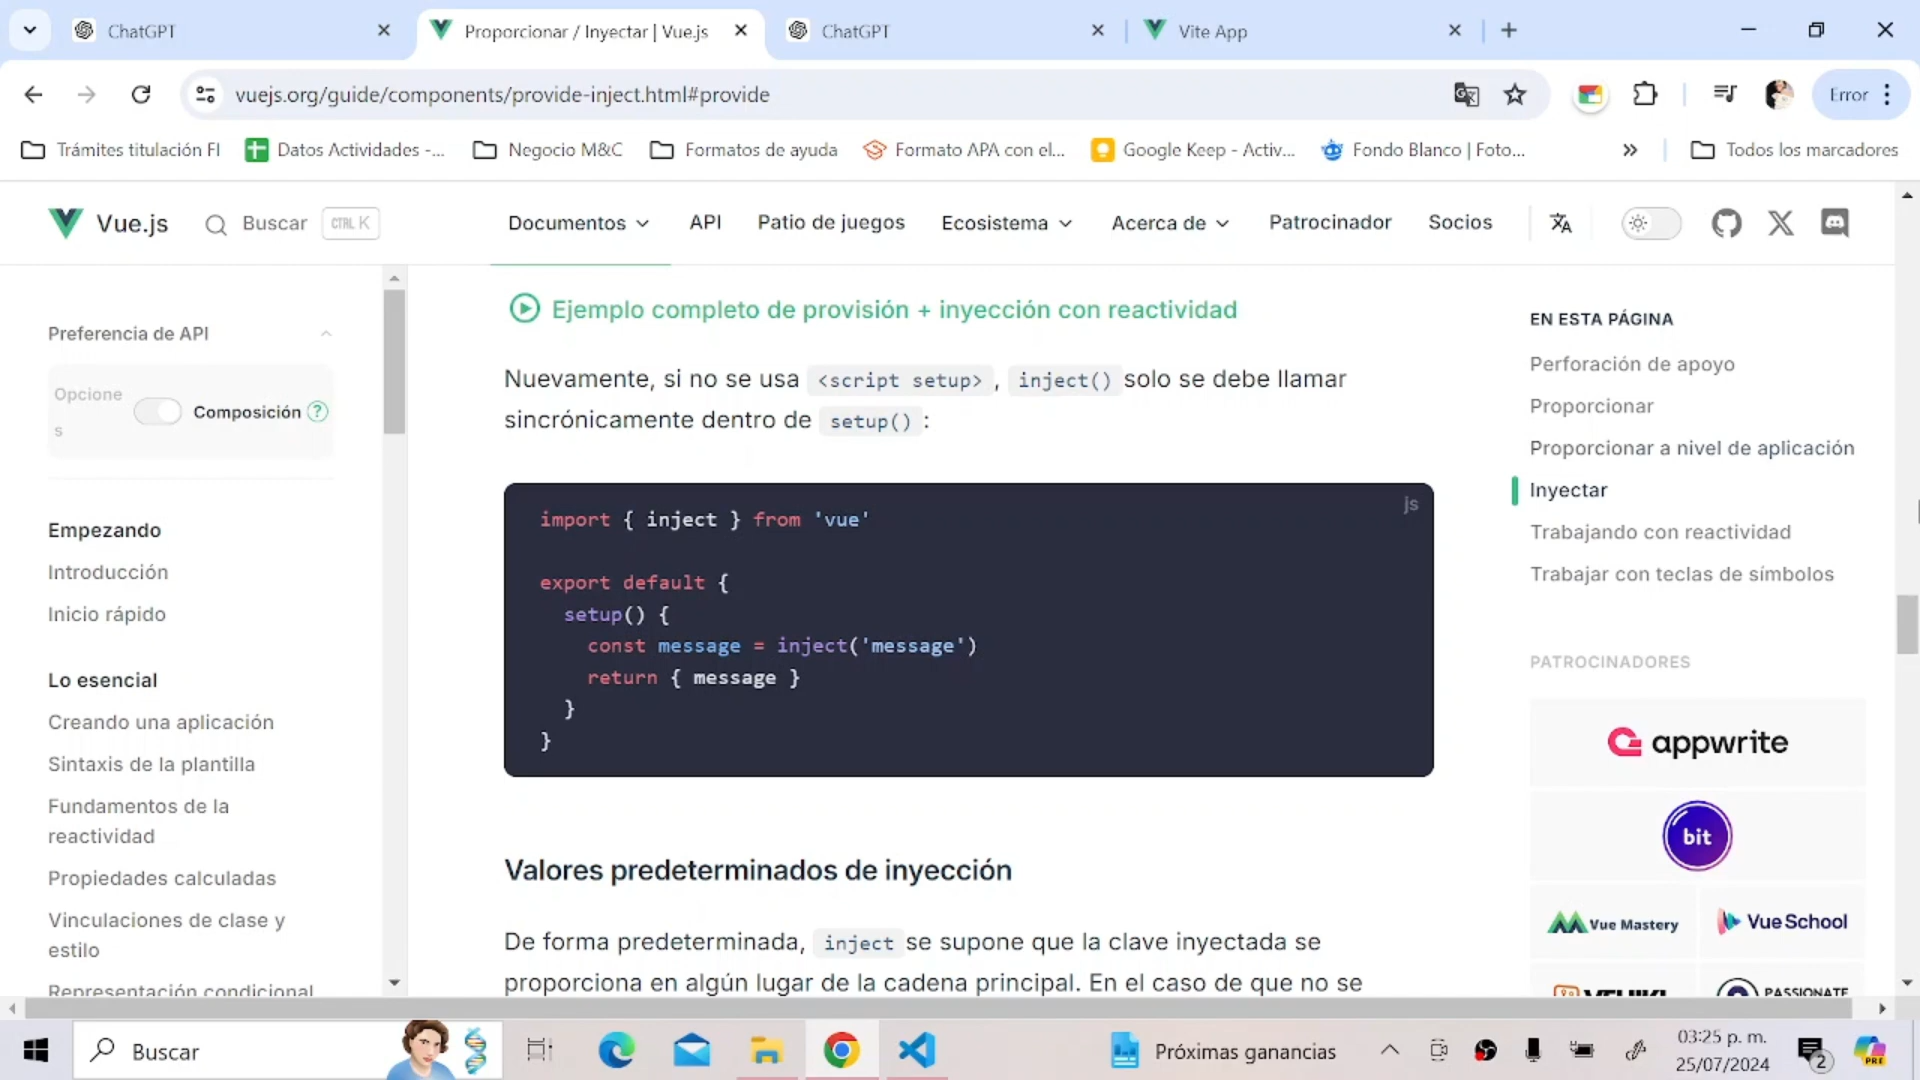 ChatGPT
Proporcionar / Inyectar | Vue.js
ChatGPT
Vite App
vuejs.org/guide/components/provide-inject.html#provide
Error
Trámites titulación FI
Datos Actividades -...
Negocio M&C
Formatos de ayuda
Formato APA con el...
Google Keep - Activ...
Fondo Blanco | Foto...
Todos los marcadores
Vue.js
Buscar
CTRL K
Documentos
API
Patio de juegos
Ecosistema
Acerca de
Patrocinador
Socios
Preferencia de API
Opcione
s
Composición ?
Empezando
Introducción
Inicio rápido
Lo esencial
Creando una aplicación
Sintaxis de la plantilla
Fundamentos de la
reactividad
Propiedades calculadas
Vinculaciones de clase y
estilo
Representación condicional
Ejemplo completo de provisión + inyección con reactividad
Nuevamente, si no se usa <script setup> , inject() solo se debe llamar
sincrónicamente dentro de setup() :
js
import { inject } from 'vue'
export default {
setup() {
const message = inject('message')
return { message }
}
}
Valores predeterminados de inyección
De forma predeterminada, inject se supone que la clave inyectada se
proporciona en algún lugar de la cadena principal. En el caso de que no se
EN ESTA PÁGINA
Perforación de apoyo
Proporcionar
Proporcionar a nivel de aplicación
Inyectar
Trabajando con reactividad
Trabajar con teclas de símbolos
PATROCINADORES
appwrite
bit
Vue Mastery
VueSchool
PASSIONATE
Buscar
Próximas ganancias
03:25 p. m.
25/07/2024
2
PRE